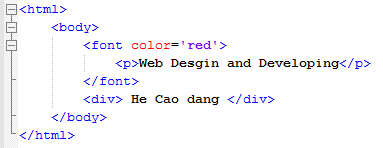 <html>
<body>
<font color='red'>
<p>Web Desgin and Developing</p>
</font>
<div> He Cao dang </div>
</body>
</html>